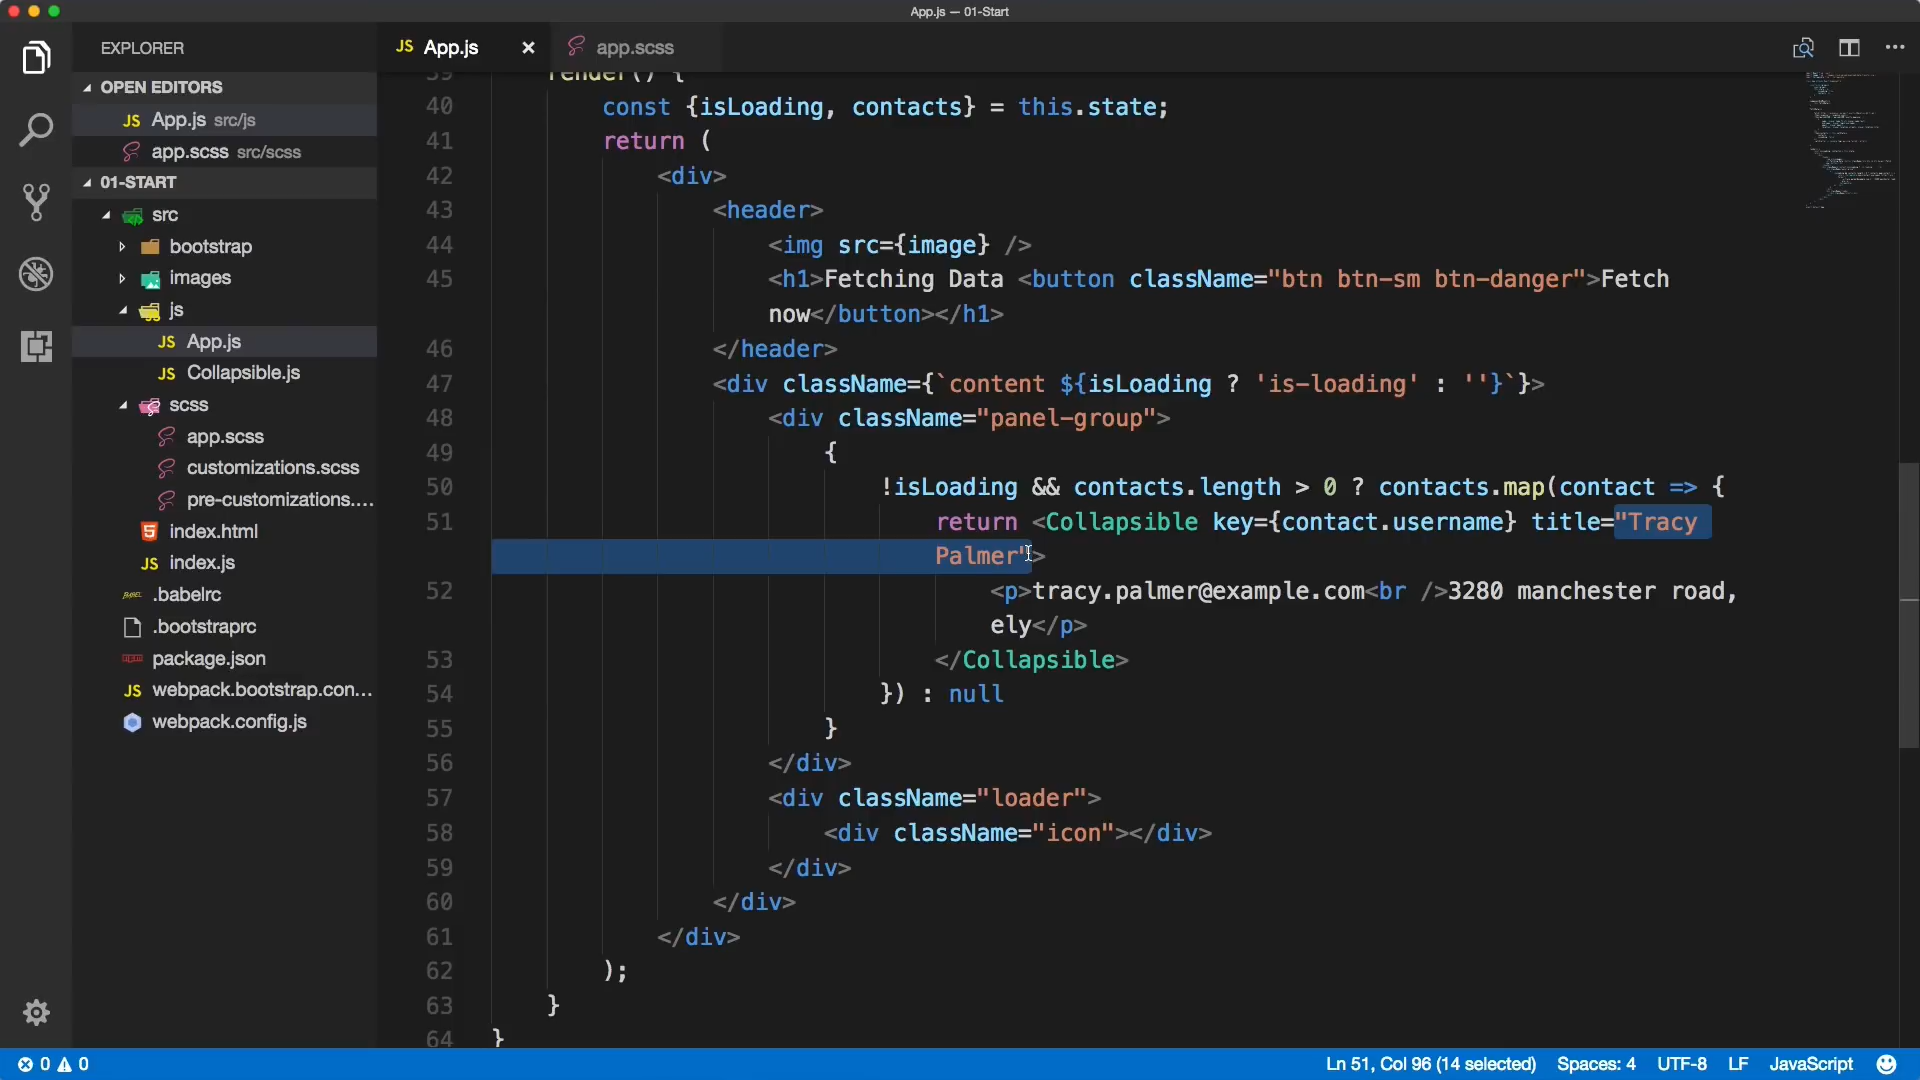 App.js — 01-Start
EXPLORER
OPEN EDITORS
JS App.js src/js
app.scss src/scss
01-START
src
bootstrap
images
js
JS App.js
JS Collapsible.js
scss
app.scss
customizations.scss
pre-customizations....
index.html
JS index.js
.babelrc
.bootstraprc
package.json
JS webpack.bootstrap.con...
webpack.config.js
JS App.js
app.scss
39 render() {
40 const {isLoading, contacts} = this.state;
41 return (
42 <div>
43 <header>
44 <img src={image} />
45 <h1>Fetching Data <button className="btn btn-sm btn-danger">Fetch
now</button></h1>
46 </header>
47 <div className={`content ${isLoading ? 'is-loading' : ''}`}>
48 <div className="panel-group">
49 {
50 !isLoading && contacts.length > 0 ? contacts.map(contact => {
51 return <Collapsible key={contact.username} title="Tracy
Palmer">
52 <p>tracy.palmer@example.com<br />3280 manchester road,
ely</p>
53 </Collapsible>
54 }) : null
55 }
56 </div>
57 <div className="loader">
58 <div className="icon"></div>
59 </div>
60 </div>
61 </div>
62 );
63 }
64 }
0 0
Ln 51, Col 96 (14 selected) Spaces: 4 UTF-8 LF JavaScript